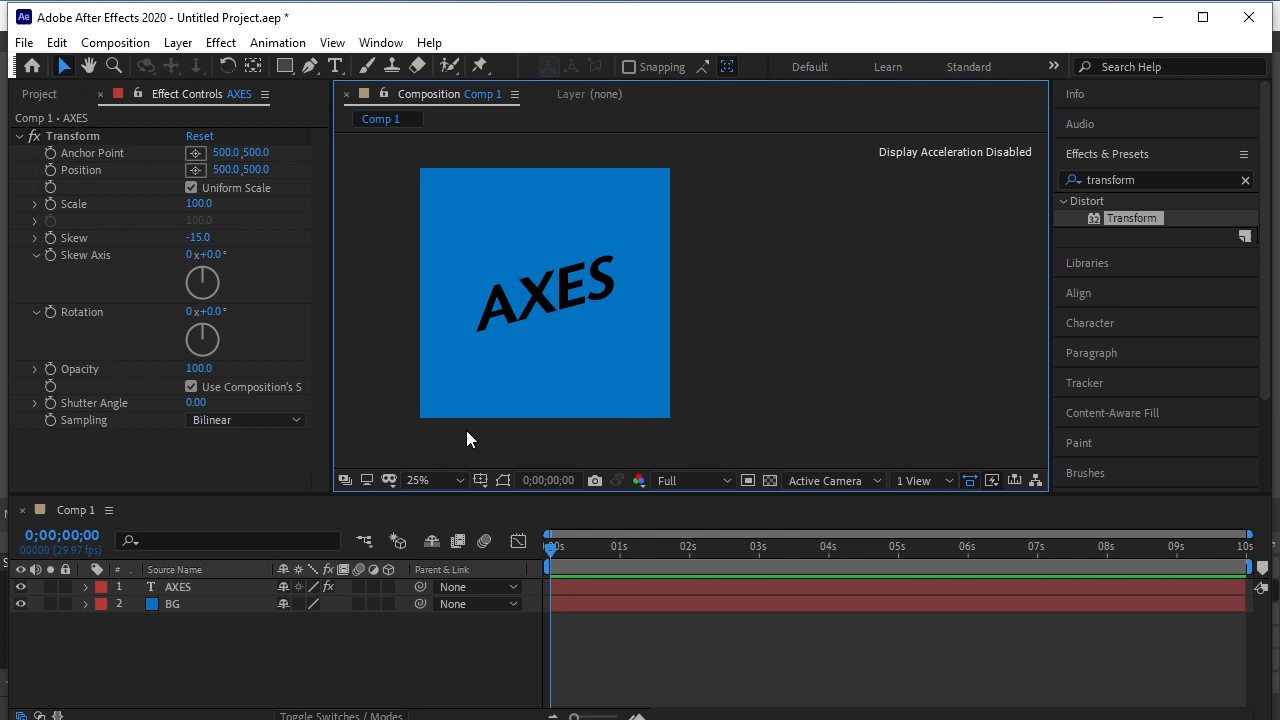 Ae Adobe After Effects 2020 - Untitled Project.aep *
File Edit Composition Layer Effect Animation View Window Help
Snapping Default Learn Standard Search Help
Project Effect Controls AXES Composition Comp 1 Layer (none) Info
Comp 1 • AXES
Comp 1
Audio
fx Transform Reset
Anchor Point 500.0,500.0
Display Acceleration Disabled
Effects & Presets
Position 500.0,500.0
transform
Uniform Scale
Distort
Scale 100.0
100.0
32 Transform
Skew -15.0
Skew Axis 0x+0.0°
Libraries
AXES
Align
Rotation 0x+0.0°
Character
Paragraph
Opacity 100.0
Use Composition's S
Tracker
Shutter Angle 0.00
Content-Aware Fill
Sampling Bilinear
Paint
Brushes
25% 0;00;00;00 Full Active Camera 1 View
Comp 1
0;00;00;00
00000 (29.97 fps)
00s 01s 02s 03s 04s 05s 06s 07s 08s 09s 10s
# Source Name fx Parent & Link
1 T AXES fx None
2 BG None
Toggle Switches / Modes